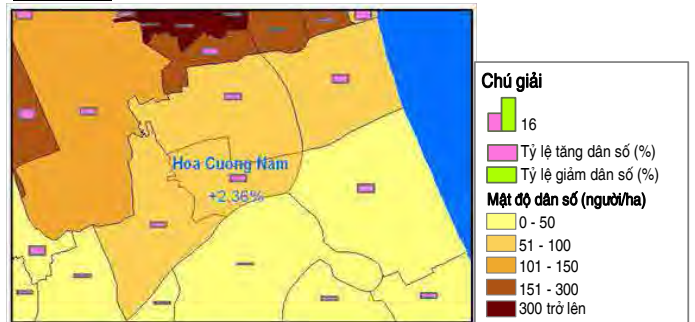 Hoa Cuong Nam
+2.36%
Chú giải
16
Tỷ lệ tăng dân số (%)
Tỷ lệ giảm dân số (%)
Mật độ dân số (người/ha)
0 - 50
51 - 100
101 - 150
151 - 300
300 trở lên